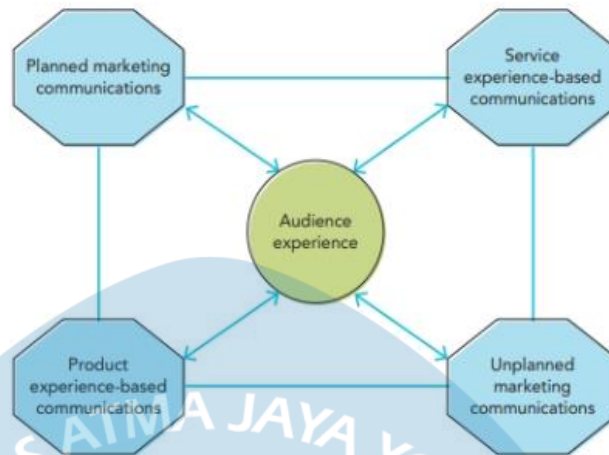 Planned marketing
communications
Service
experience-based
communications
Audience
experience
Product
experience-based
communications
Unplanned
marketing
communications
S ATMA JAYA Y